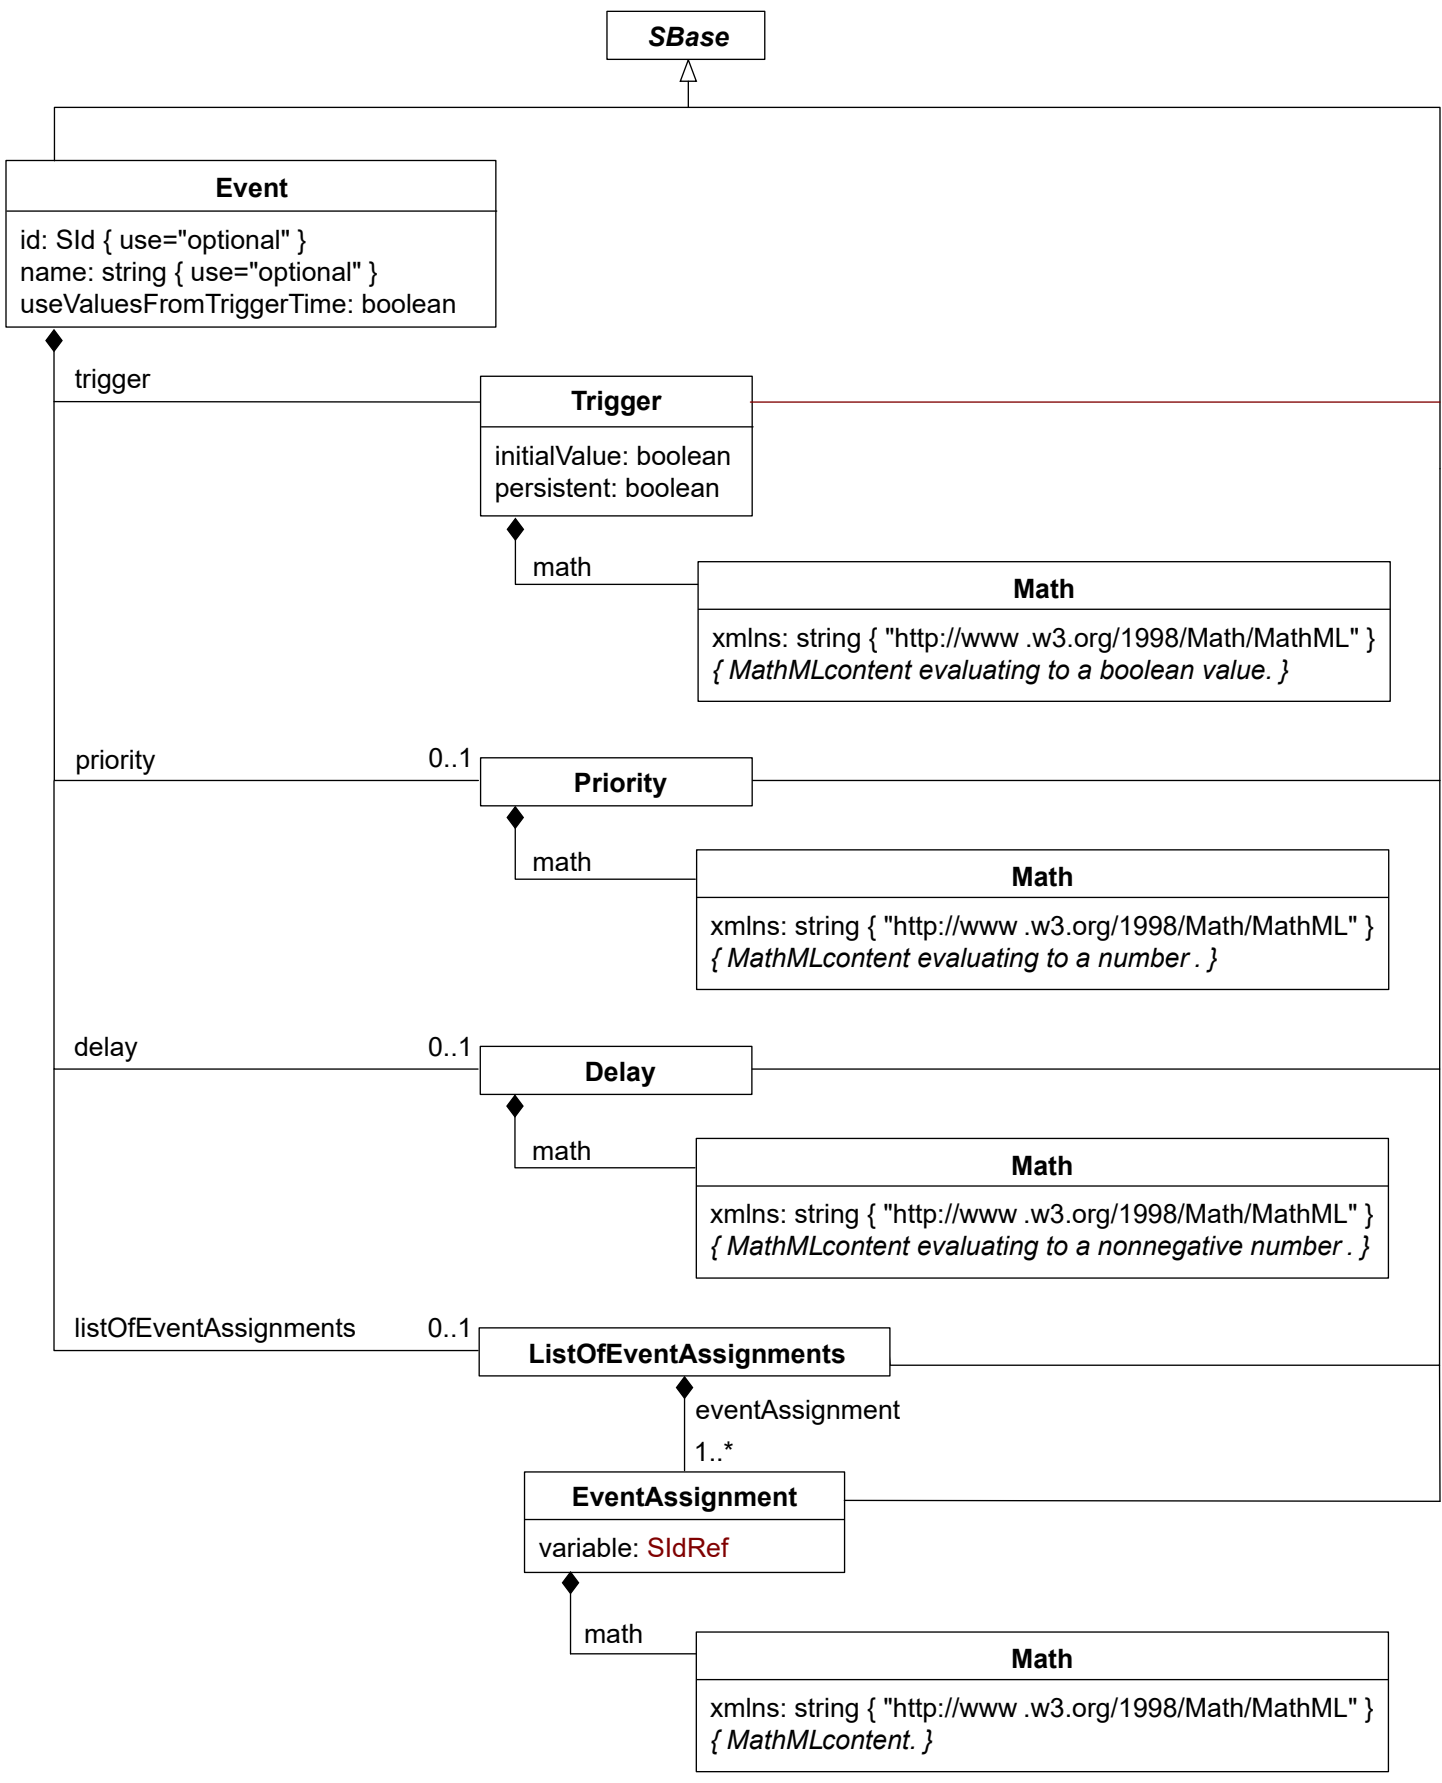 SBase
Event
id: SId { use="optional" }
name: string { use="optional" }
useValuesFromTriggerTime: boolean
trigger
Trigger
initialValue: boolean
persistent: boolean
math
Math
xmlns: string { "http://www .w3.org/1998/Math/MathML" }
{ MathMLcontent evaluating to a boolean value. }
priority
0..1
Priority
math
Math
xmlns: string { "http://www .w3.org/1998/Math/MathML" }
{ MathMLcontent evaluating to a number . }
delay
0..1
Delay
math
Math
xmlns: string { "http://www .w3.org/1998/Math/MathML" }
{ MathMLcontent evaluating to a nonnegative number . }
listOfEventAssignments
0..1
ListOfEventAssignments
eventAssignment
1..*
EventAssignment
variable: SIdRef
math
Math
xmlns: string { "http://www .w3.org/1998/Math/MathML" }
{ MathMLcontent. }